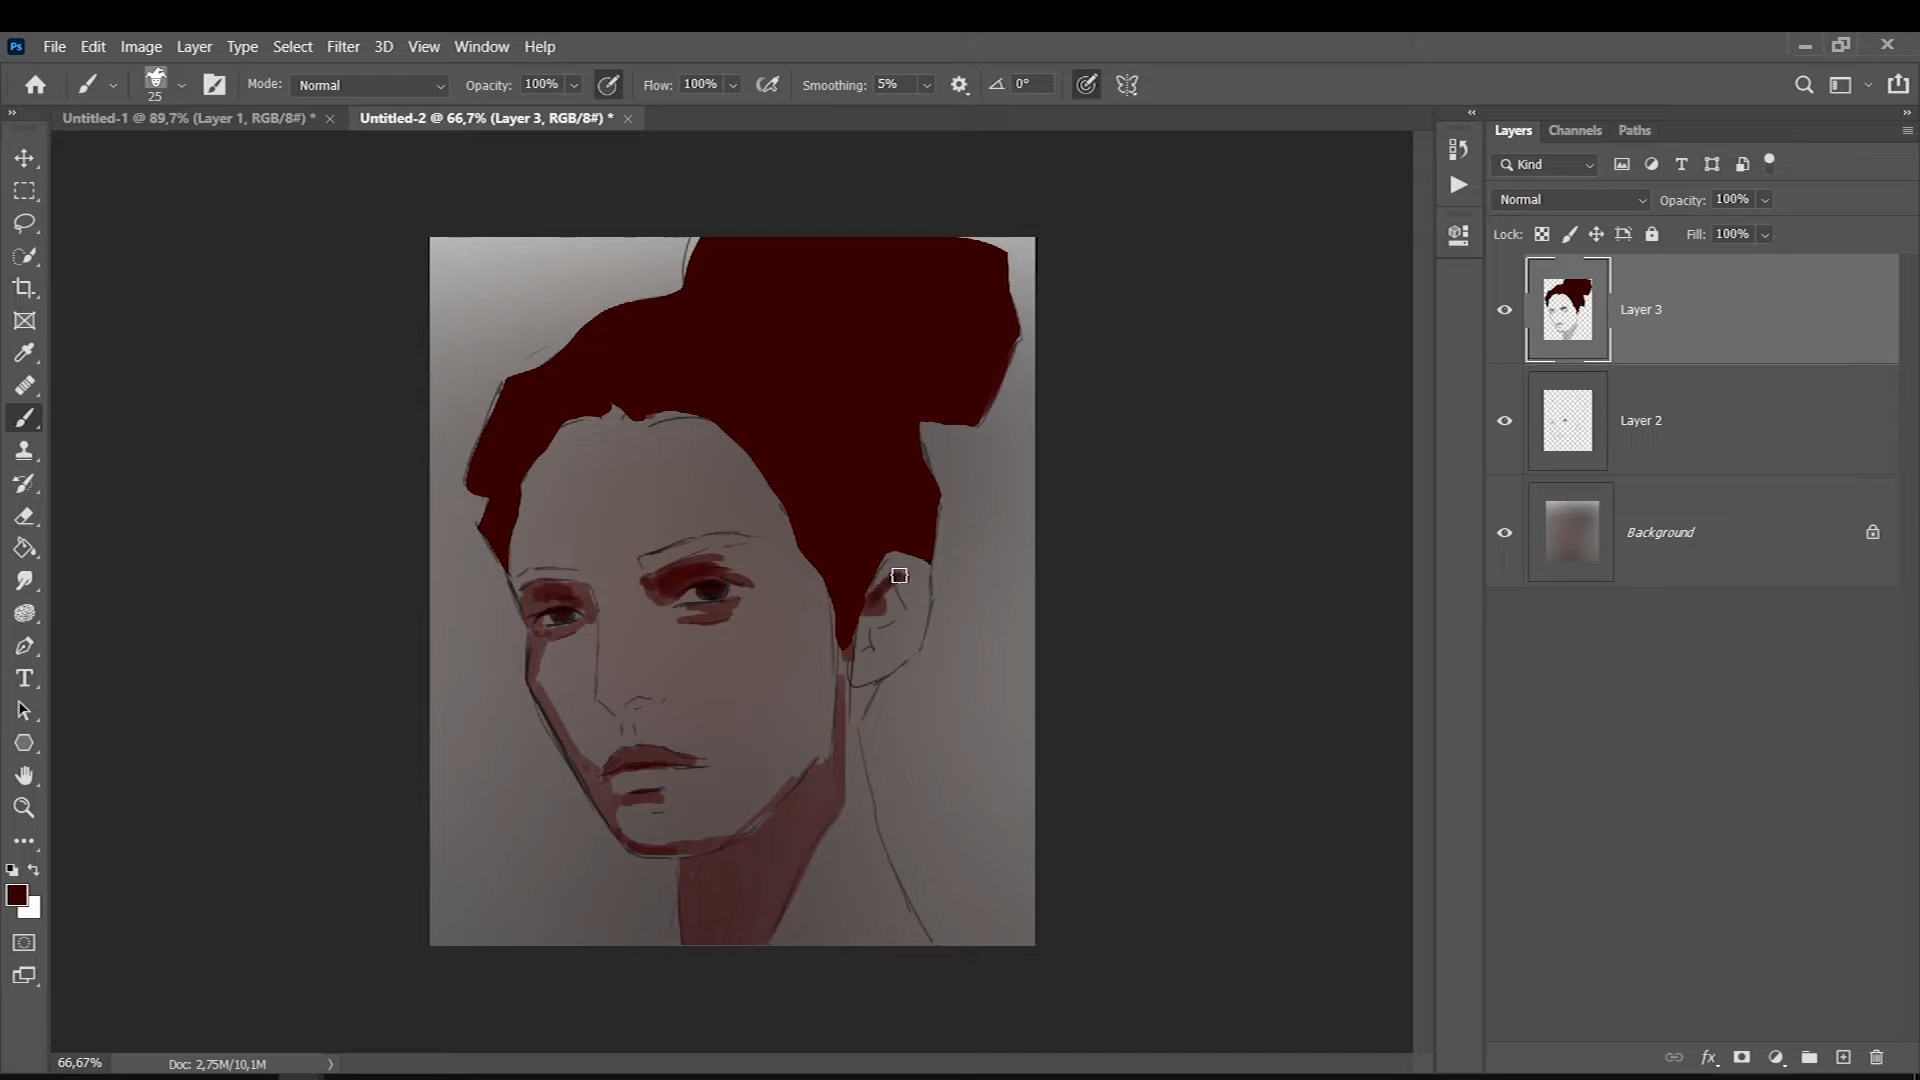 Ps File Edit Image Layer Type Select Filter 3D View Window Help
25 Mode: Normal Opacity: 100% Flow: 100% Smoothing: 5% 0°
Untitled-1 @ 89,7% (Layer 1, RGB/8#) * Untitled-2 @ 66,7% (Layer 3, RGB/8#) *
Layers Channels Paths
Kind
Normal Opacity: 100%
Lock: Fill: 100%
Layer 3
Layer 2
Background
66,67% Doc: 2,75M/10,1M
fx